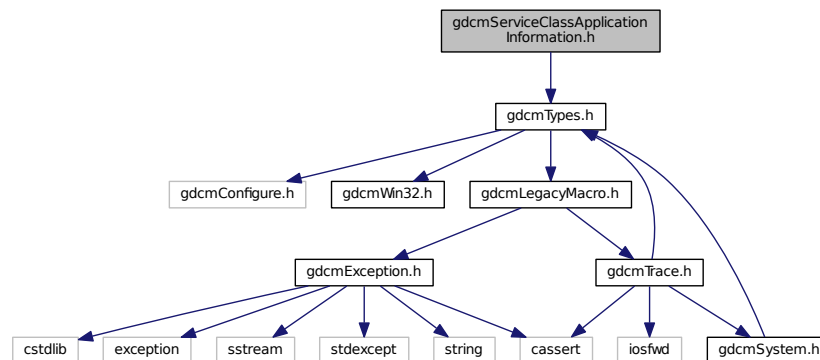 gdcmServiceClassApplication
Information.h
gdcmTypes.h
gdcmConfigure.h
gdcmWin32.h
gdcmLegacyMacro.h
gdcmException.h
gdcmTrace.h
cstdlib
exception
sstream
stdexcept
string
cassert
iosfwd
gdcmSystem.h